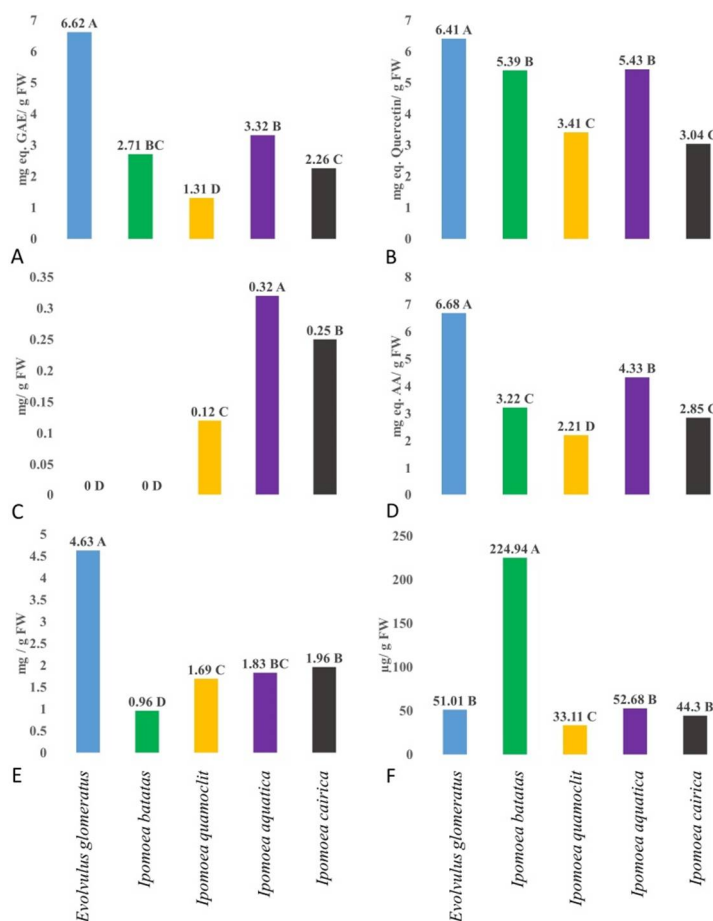 7
6
5
4
3
2
1
0
mg eq. GAE/ g FW
6.62 A
2.71 BC
1.31 D
3.32 B
2.26 C
A
7
6
5
4
3
2
1
0
mg eq. Quercetin/ g FW
6.41 A
5.39 B
3.41 C
5.43 B
3.04 C
B
0.35
0.3
0.25
0.2
0.15
0.1
0.05
0
mg/ g FW
0 D
0 D
0.12 C
0.32 A
0.25 B
C
8
7
6
5
4
3
2
1
0
mg eq. AA/ g FW
6.68 A
3.22 C
2.21 D
4.33 B
2.85 C
D
5
4.5
4
3.5
3
2.5
2
1.5
1
0.5
0
mg / g FW
4.63 A
0.96 D
1.69 C
1.83 BC
1.96 B
E
250
200
150
100
50
0
µg/ g FW
51.01 B
224.94 A
33.11 C
52.68 B
44.3 B
F
Evolvulus glomeratus
Ipomoea batatas
Ipomoea quamoclit
Ipomoea aquatica
Ipomoea cairica
Evolvulus glomeratus
Ipomoea batatas
Ipomoea quamoclit
Ipomoea aquatica
Ipomoea cairica